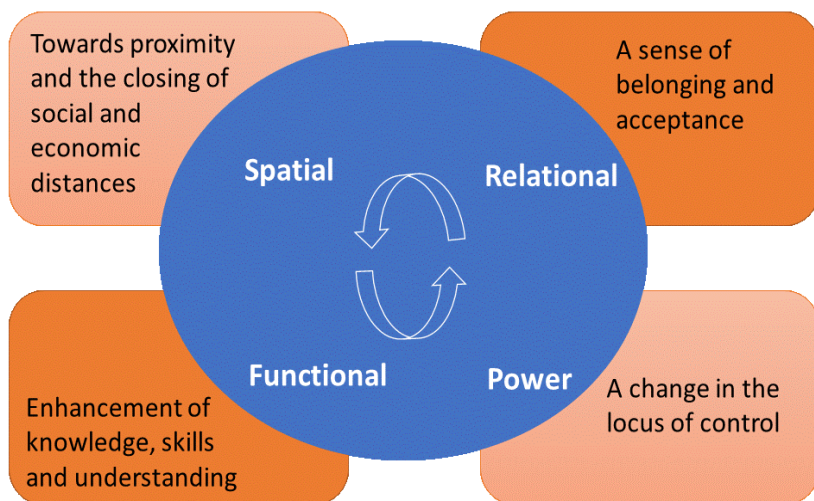 Towards proximity
and the closing of
social and
economic
distances
A sense of
belonging and
acceptance
Spatial
Relational
Functional
Power
Enhancement of
knowledge, skills
and understanding
A change in the
locus of control